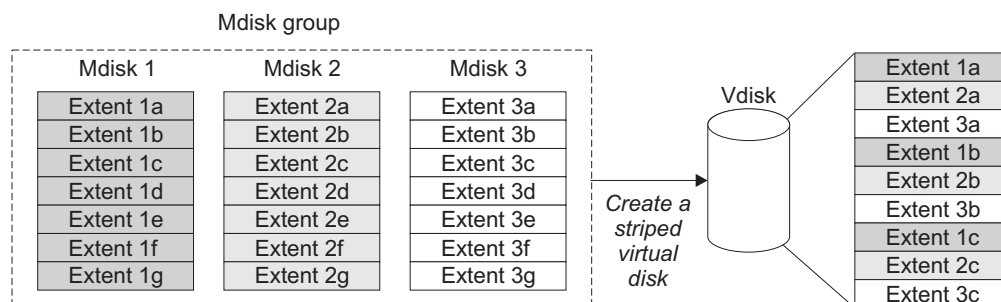 Mdisk group
Mdisk 1
Extent 1a
Extent 1b
Extent 1c
Extent 1d
Extent 1e
Extent 1f
Extent 1g
Mdisk 2
Extent 2a
Extent 2b
Extent 2c
Extent 2d
Extent 2e
Extent 2f
Extent 2g
Mdisk 3
Extent 3a
Extent 3b
Extent 3c
Extent 3d
Extent 3e
Extent 3f
Extent 3g
Create a
striped
virtual
disk
Vdisk
Extent 1a
Extent 2a
Extent 3a
Extent 1b
Extent 2b
Extent 3b
Extent 1c
Extent 2c
Extent 3c